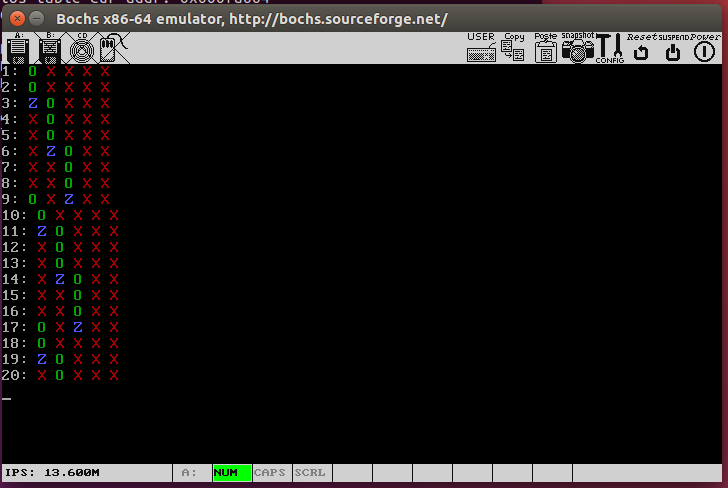 Bochs x86-64 emulator, http://bochs.sourceforge.net/
A: B: CD USER Copy Paste snapshot CONFIG Reset SUSPEND Power
1: O X X X X
2: O X X X X
3: Z O X X X
4: X O X X X
5: X O X X X
6: X Z O X X
7: X X O X X
8: X X O X X
9: O X Z X X
10: O X X X X
11: Z O X X X
12: X O X X X
13: X O X X X
14: X Z O X X
15: X X O X X
16: X X O X X
17: O X Z X X
18: O X X X X
19: Z O X X X
20: X O X X X
IPS: 13.600M A: NUM CAPS SCRL